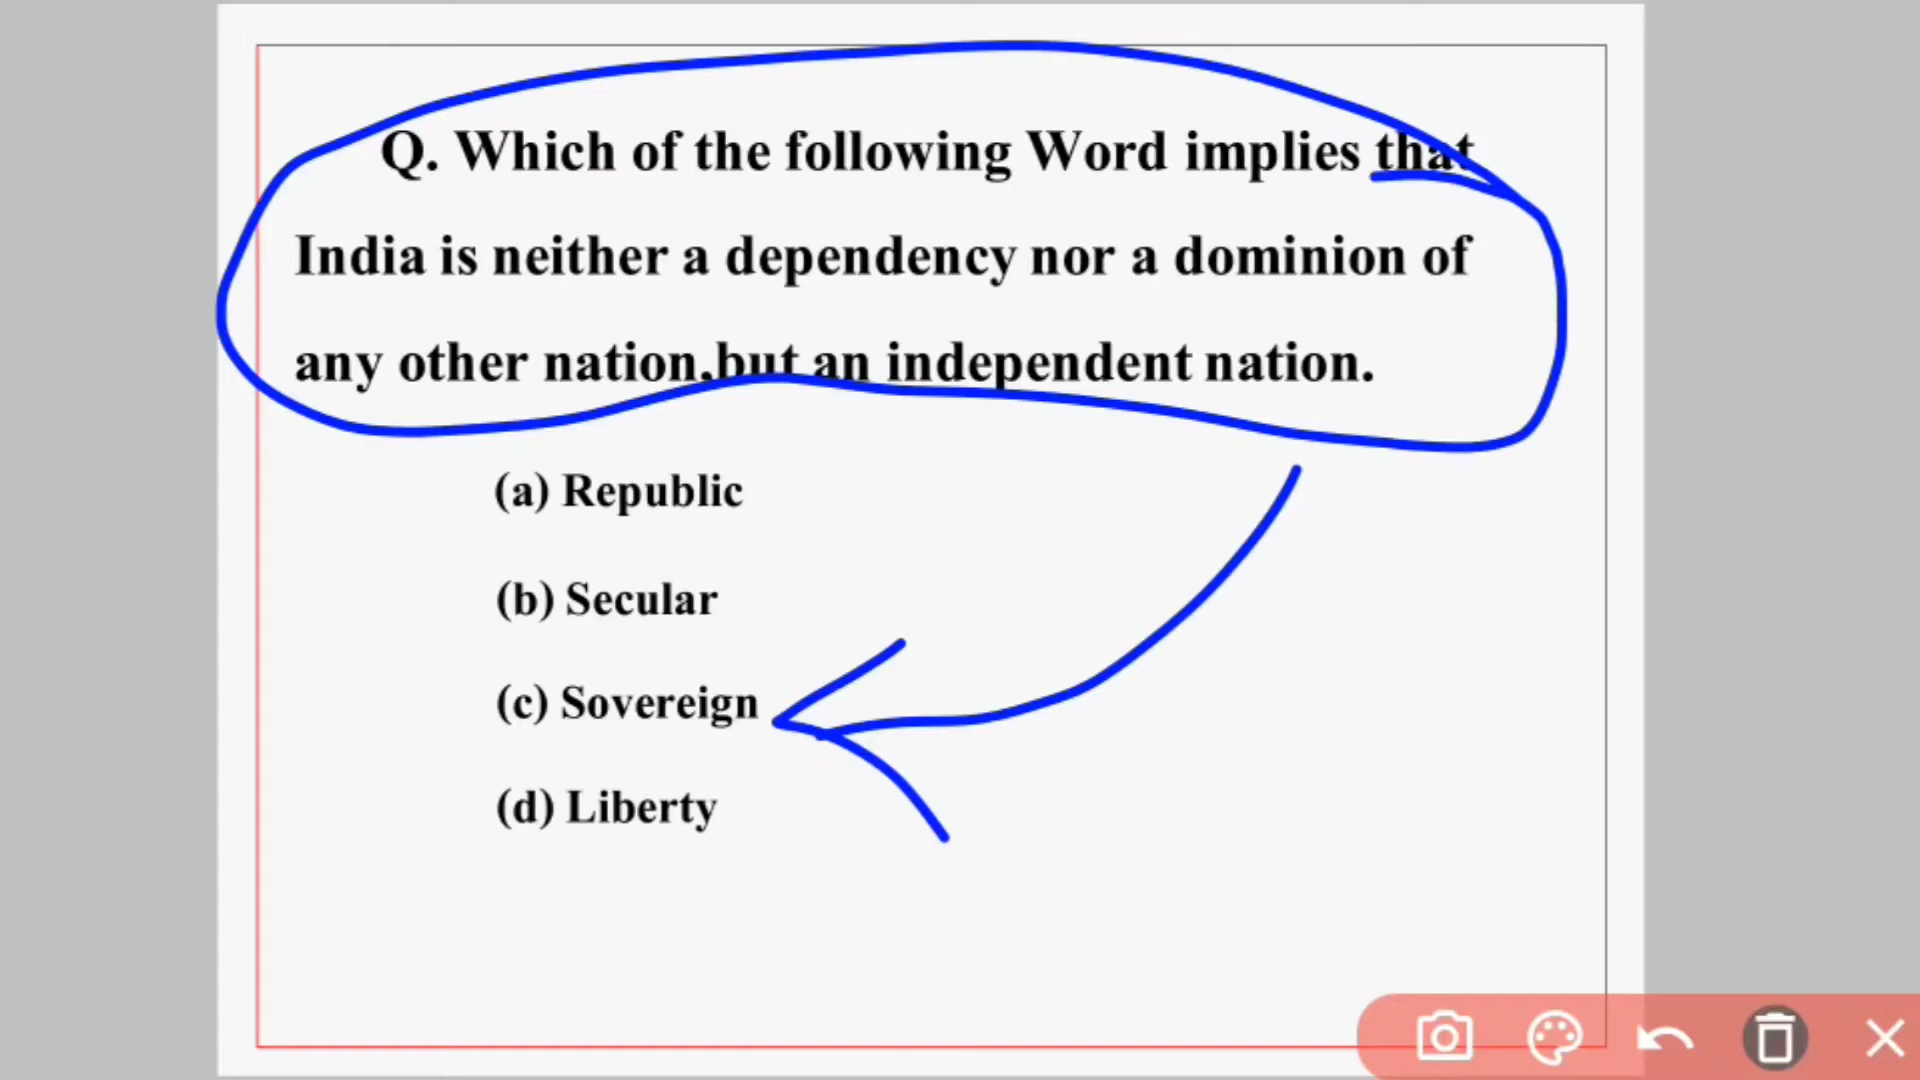 Q. Which of the following Word implies that
India is neither a dependency nor a dominion of
any other nation,but an independent nation.
(a) Republic
(b) Secular
(c) Sovereign
(d) Liberty